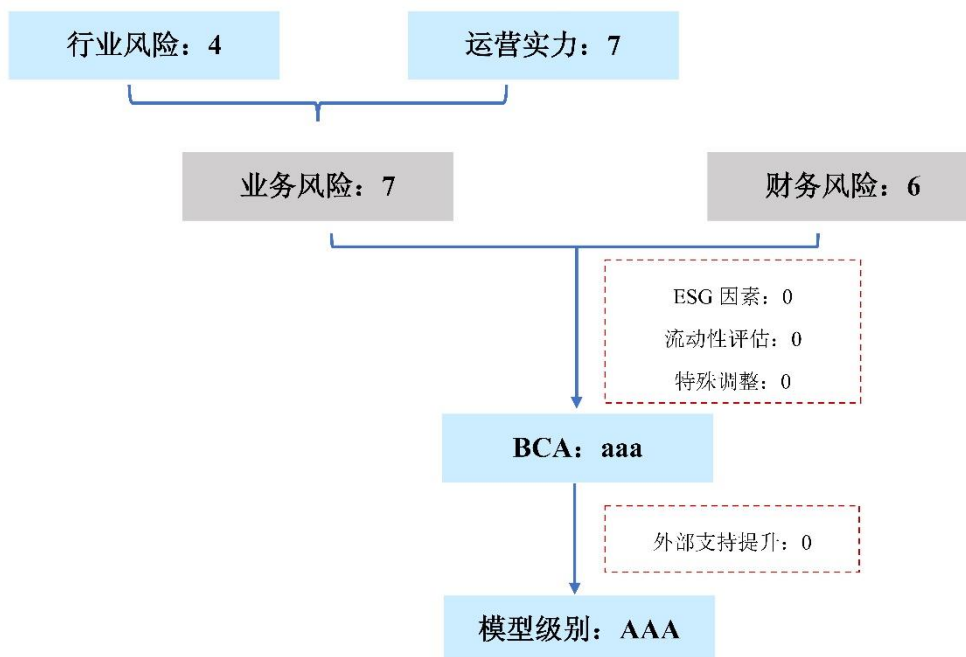 行业风险：4
运营实力：7
业务风险：7
财务风险：6
ESG 因素：0
流动性评估：0
特殊调整：0
BCA：aaa
外部支持提升：0
模型级别：AAA